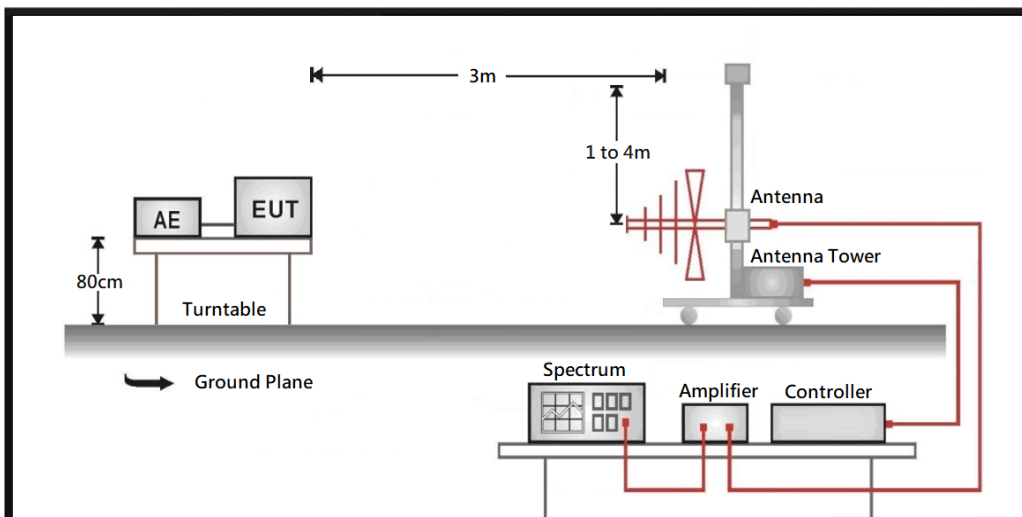 3m
1 to 4m
Antenna
AE
EUT
Antenna Tower
80cm
Turntable
Ground Plane
Spectrum
Amplifier
Controller